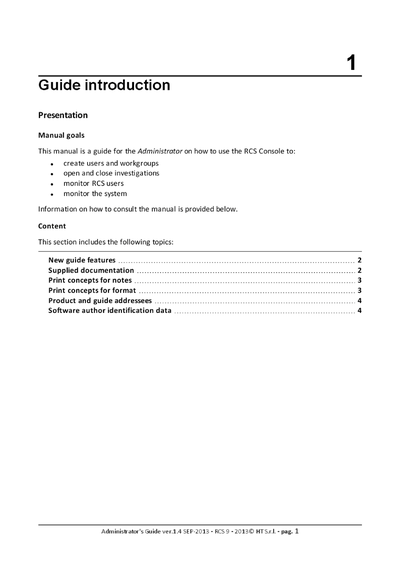 1
Guide introduction
Presentation
Manual goals
This manual is a guide for the Administrator on how to use the RCS Console to:
• create users and workgroups
• open and close investigations
• monitor RCS users
• monitor the system
Information on how to consult the manual is provided below.
Content
This section includes the following topics:
New guide features ........ 2
Supplied documentation ........ 2
Print concepts for notes ........ 3
Print concepts for format ........ 3
Product and guide addressees ........ 4
Software author identification data ........ 4
Administrator's Guide ver.1.4 SEP-2013 - RCS 9 - 2013© HT S.r.l. - pag. 1